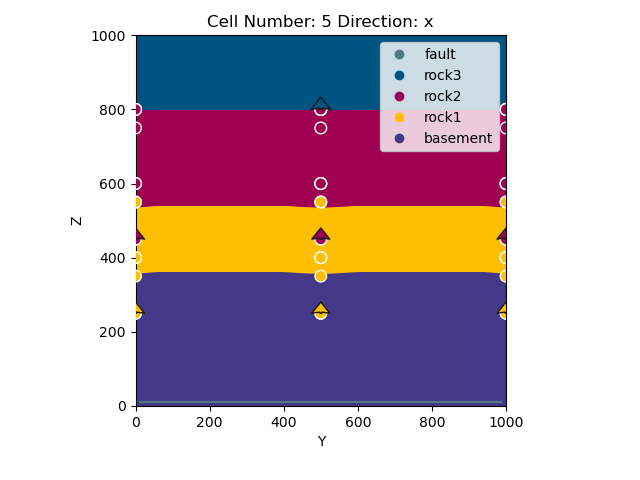 Cell Number: 5 Direction: x
fault
rock3
rock2
rock1
basement
1000
800
600
400
200
0
Z
0 200 400 600 800 1000
Y